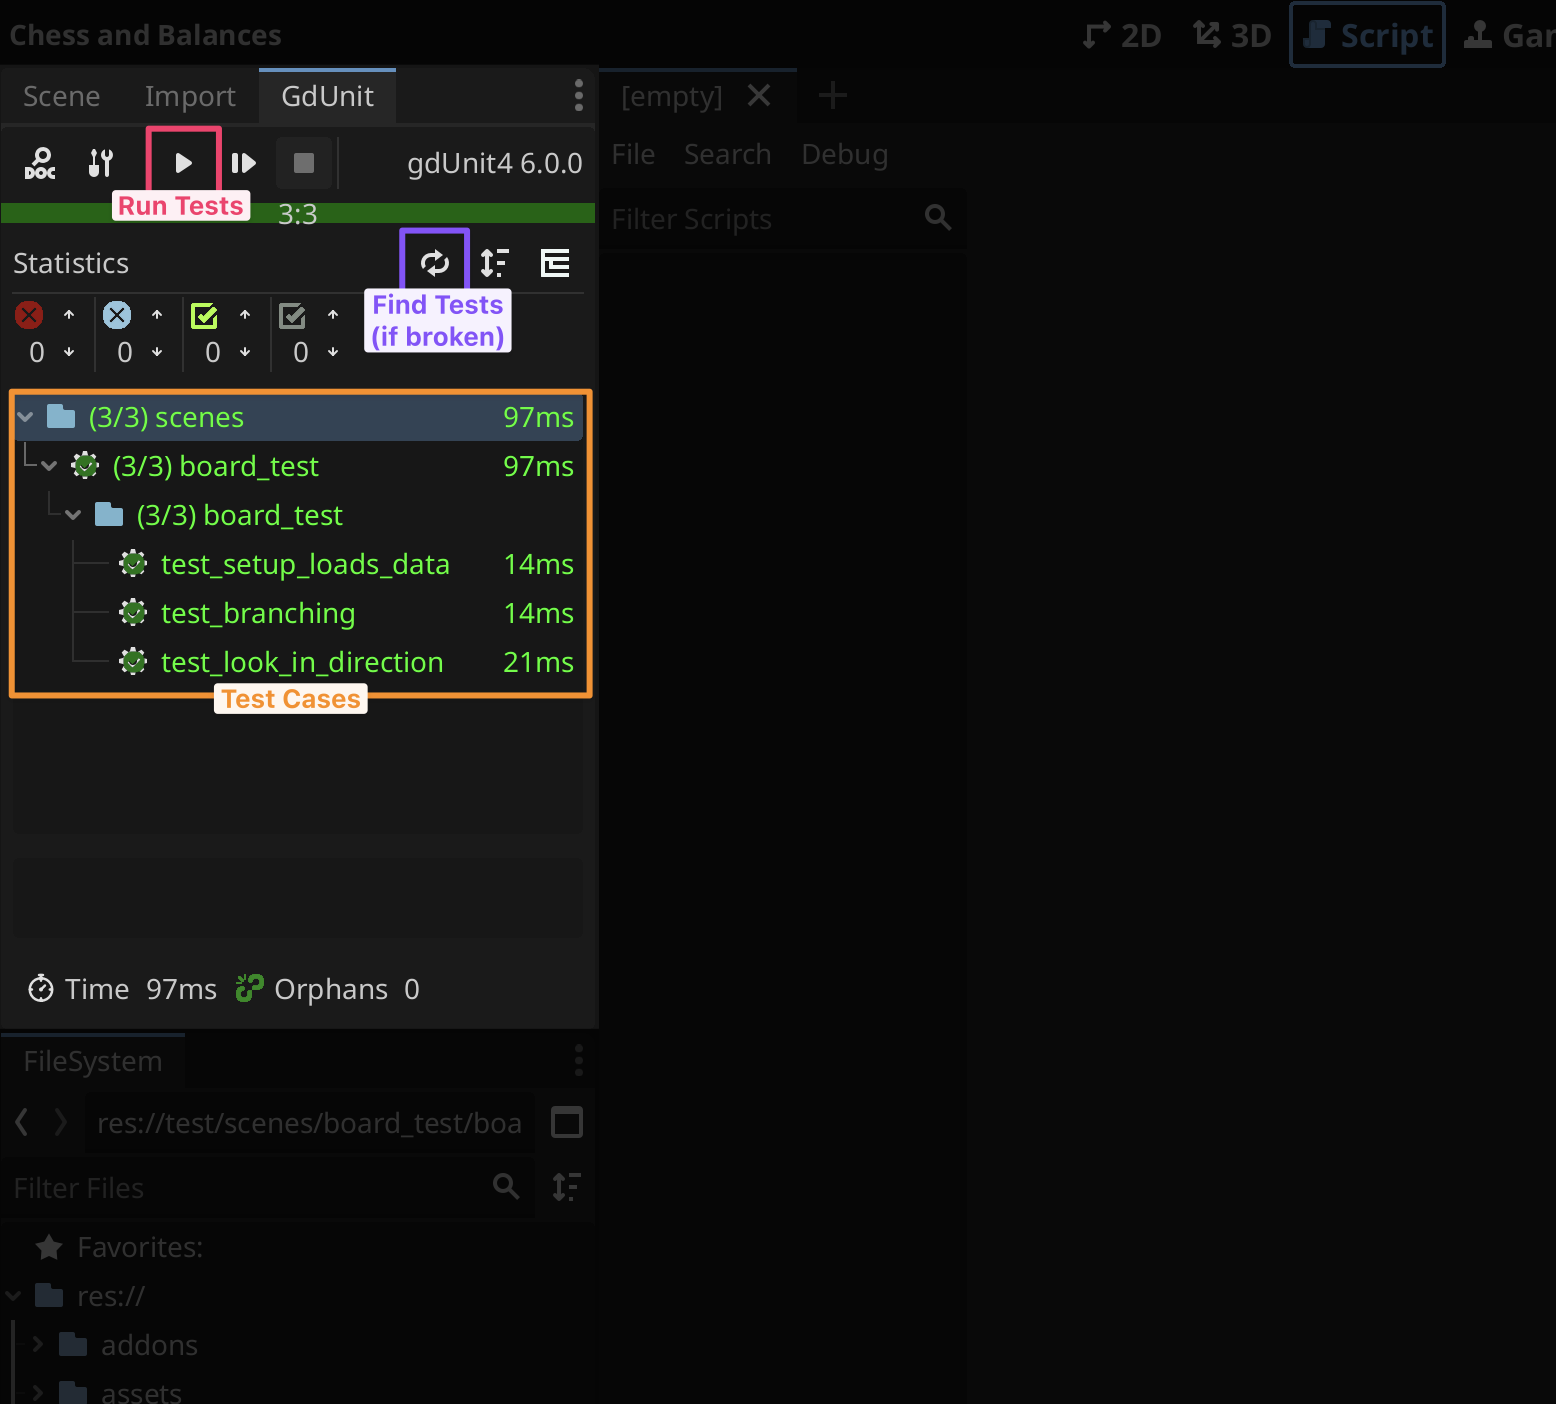 Chess and Balances
2D
3D
Script
Gam
Scene
Import
GdUnit
[empty]
DOC
gdUnit4 6.0.0
File
Search
Debug
Run Tests
3:3
Filter Scripts
Statistics
Find Tests
(if broken)
0
0
0
0
(3/3) scenes 97ms
(3/3) board_test 97ms
(3/3) board_test
test_setup_loads_data 14ms
test_branching 14ms
test_look_in_direction 21ms
Test Cases
Time 97ms Orphans 0
FileSystem
res://test/scenes/board_test/boa
Filter Files
Favorites:
res://
addons
assets